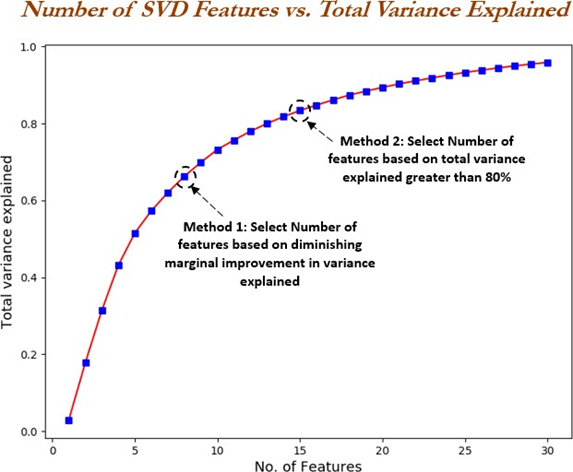 Number of SVD Features vs. Total Variance Explained
Total variance explained
1.0
0.8
0.6
0.4
0.2
0.0
Method 2: Select Number of
features based on total variance
explained greater than 80%
Method 1: Select Number of
features based on diminishing
marginal improvement in variance
explained
0
5
10
15
20
25
30
No. of Features